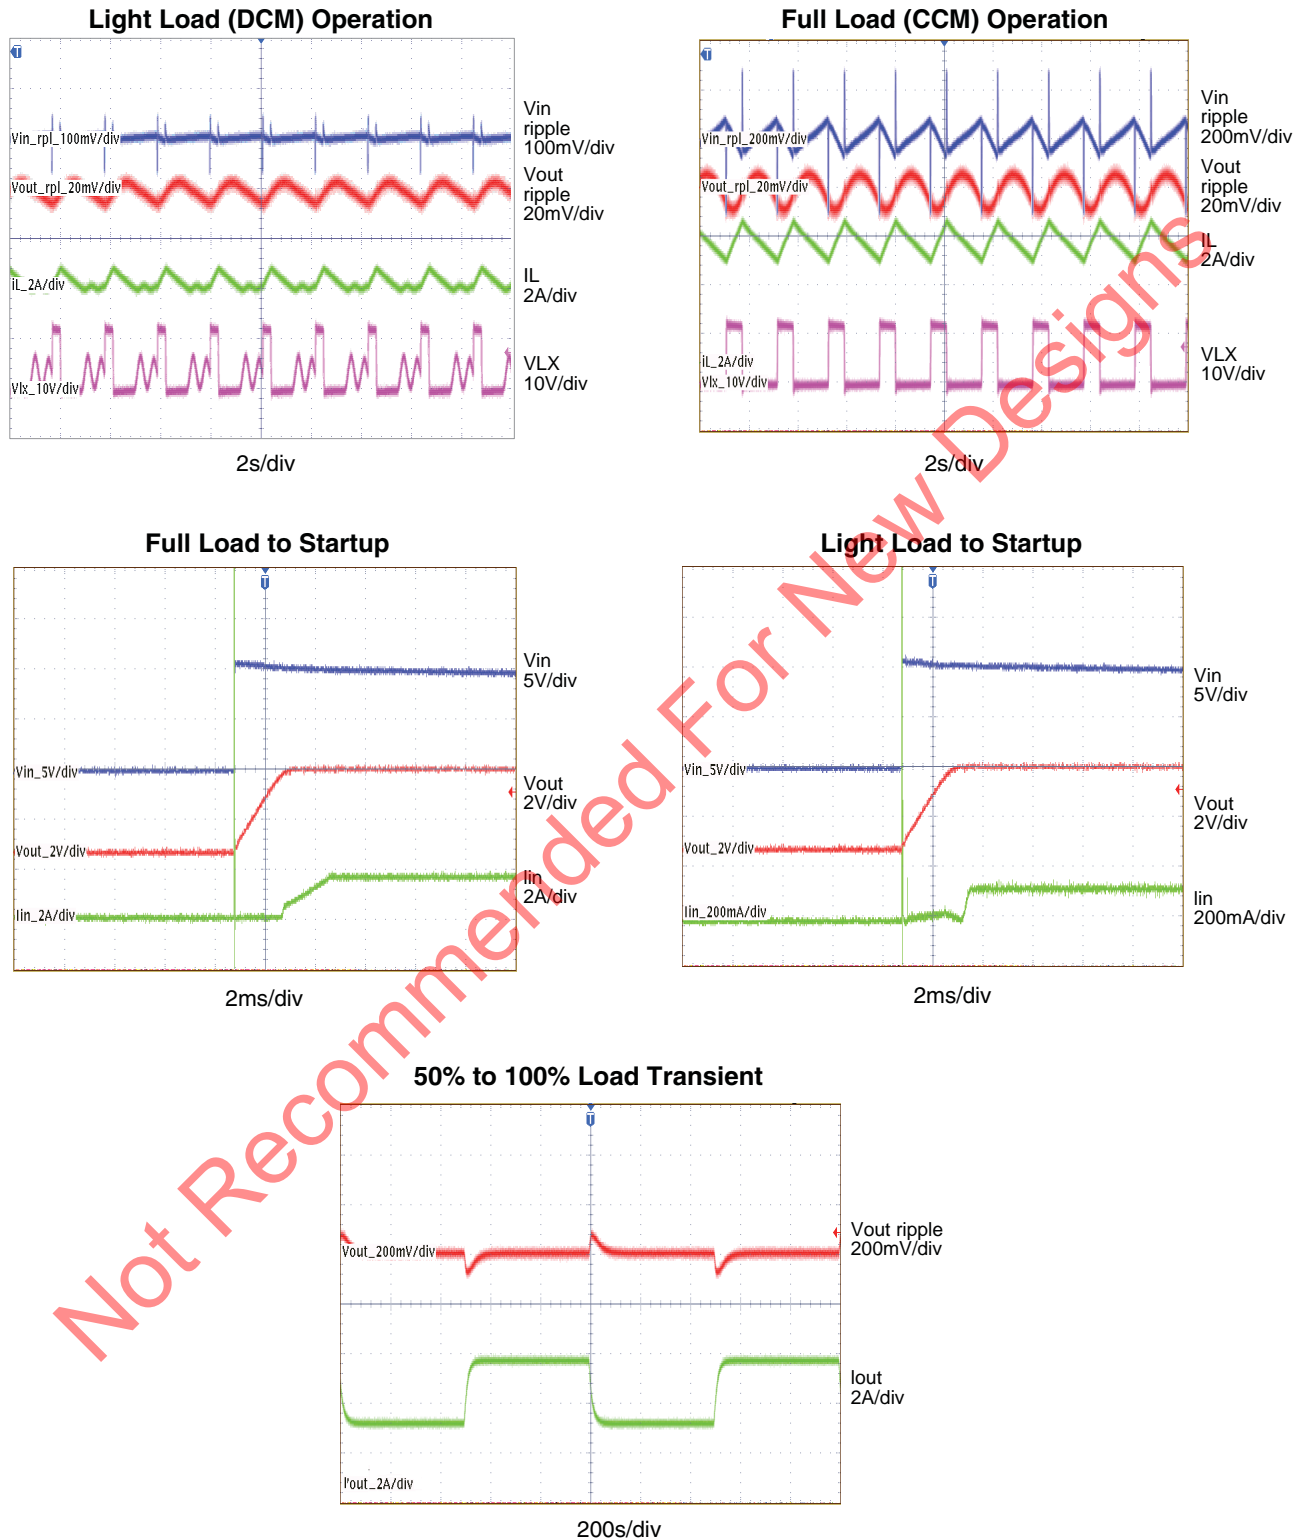 Light Load (DCM) Operation
T
Vin_rpl_100mV/div
Vout_rpl_20mV/div
iL_2A/div
Vlx_10V/div
Vin
ripple
100mV/div
Vout
ripple
20mV/div
IL
2A/div
VLX
10V/div
2s/div
Full Load (CCM) Operation
T
Vin_rpl_200mV/div
Vout_rpl_20mV/div
iL_2A/div
Vlx_10V/div
Vin
ripple
200mV/div
Vout
ripple
20mV/div
IL
2A/div
VLX
10V/div
2s/div
Full Load to Startup
T
Vin_5V/div
Vout_2V/div
Iin_2A/div
Vin
5V/div
Vout
2V/div
Iin
2A/div
2ms/div
Light Load to Startup
T
Vin_5V/div
Vout_2V/div
Iin_200mA/div
Vin
5V/div
Vout
2V/div
Iin
200mA/div
2ms/div
50% to 100% Load Transient
T
Vout_200mV/div
I'out_2A/div
Vout ripple
200mV/div
Iout
2A/div
200s/div
Not Recommended For New Designs